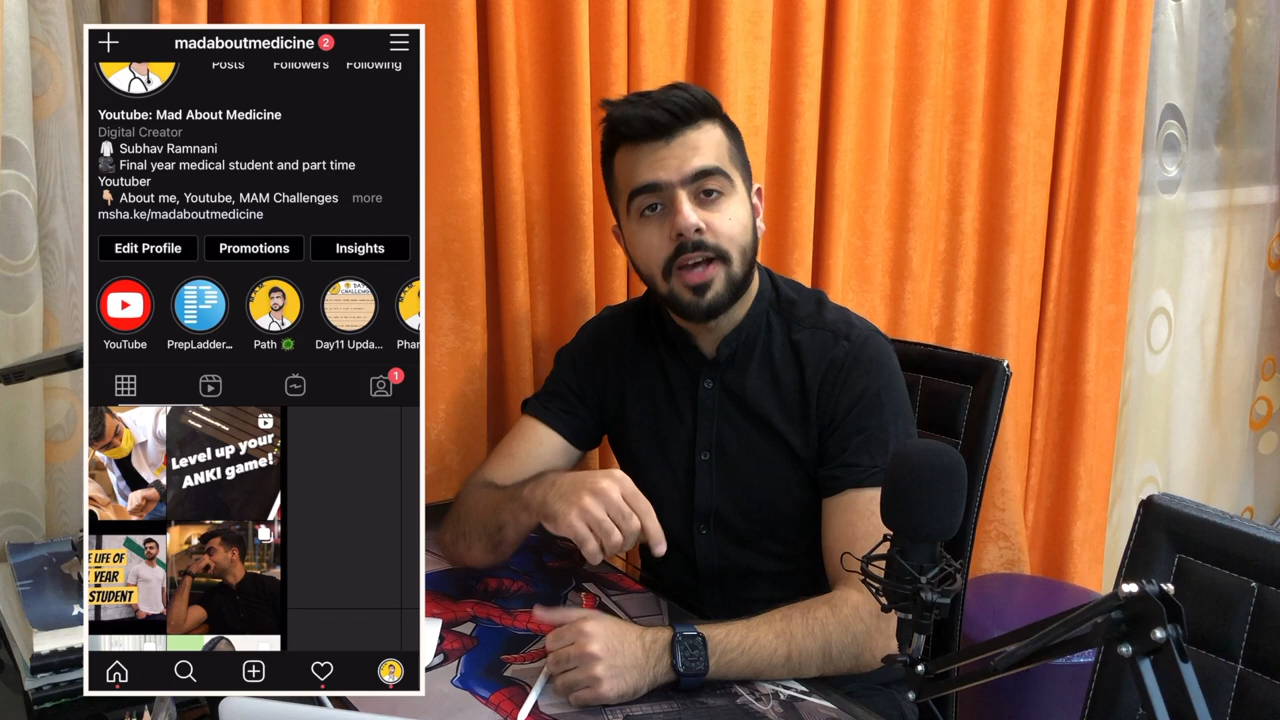 madaboutmedicine 2
Posts Followers Following
Youtube: Mad About Medicine
Digital Creator
Subhav Ramnani
Final year medical student and part time
Youtuber
About me, Youtube, MAM Challenges more
msha.ke/madaboutmedicine
Edit Profile Promotions Insights
YouTube PrepLadder... Path Day11 Upda... Phar
1
Level up your
ANKI game!
E LIFE OF
YEAR
STUDENT